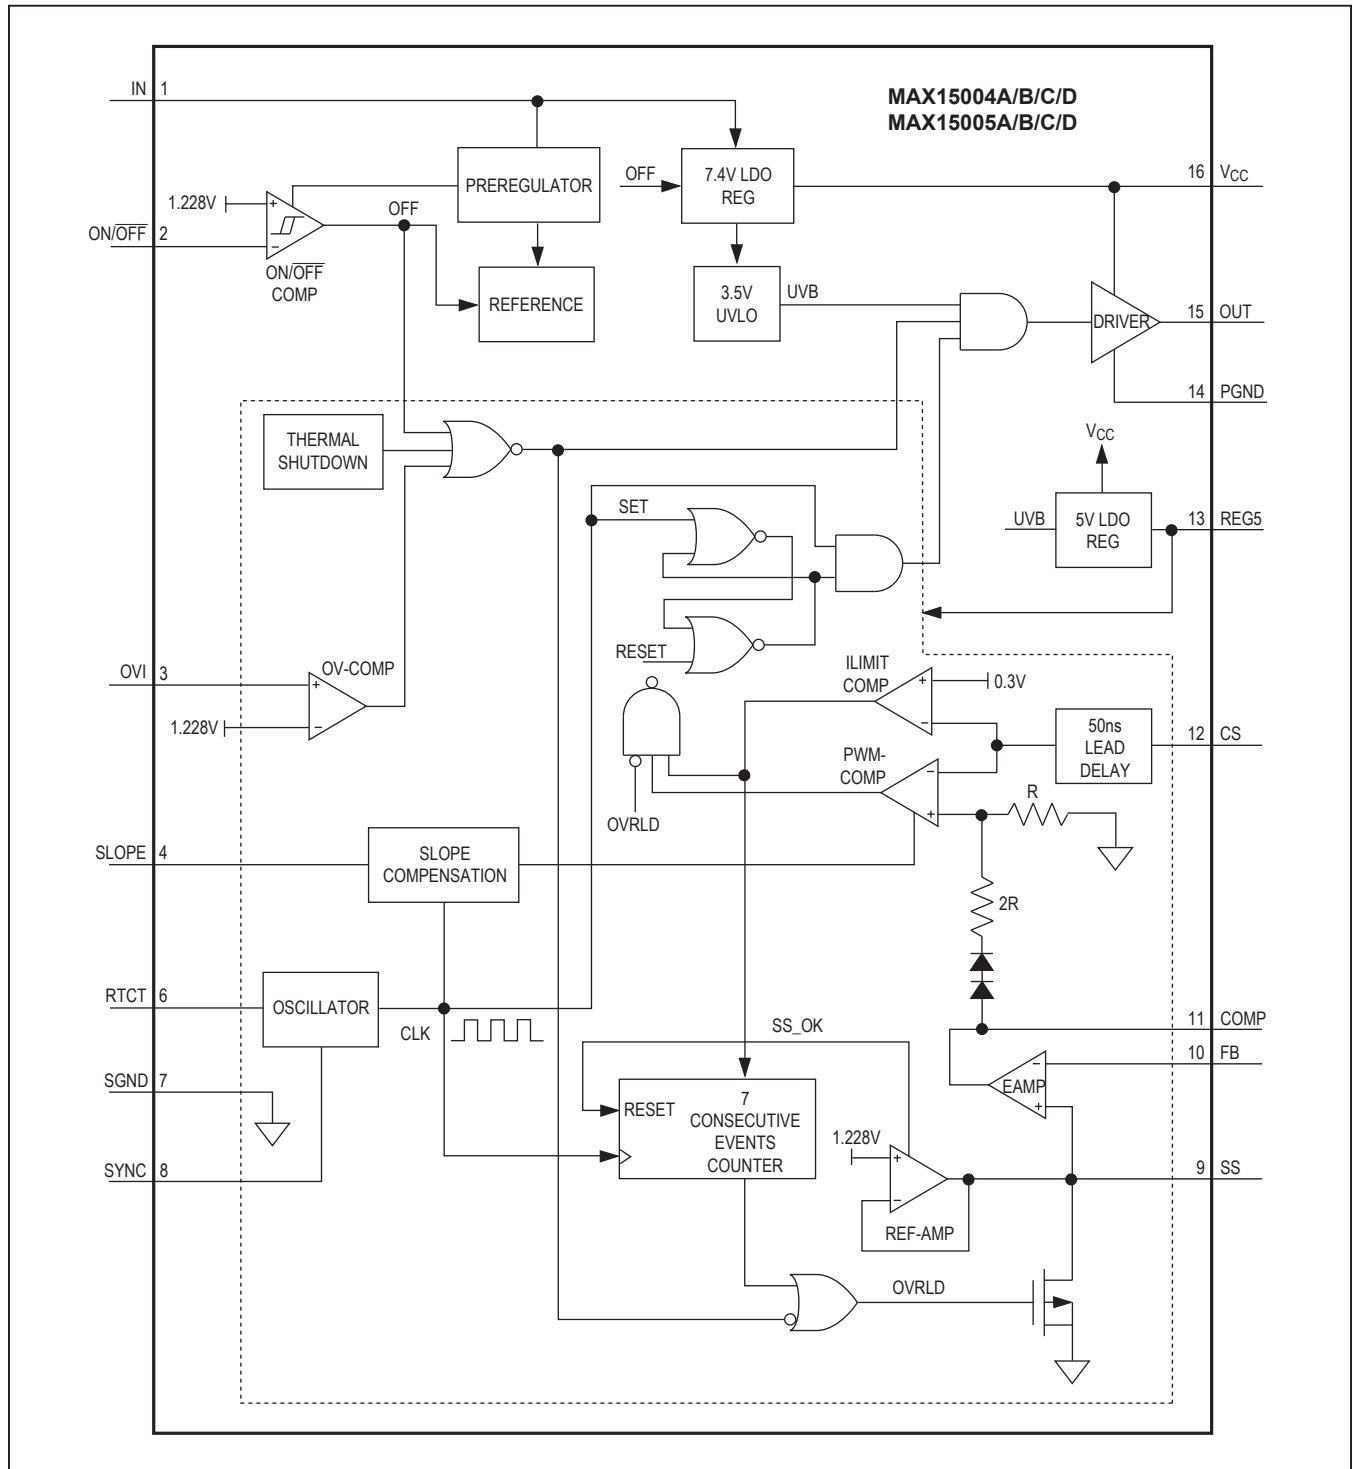 MAX15004A/B/C/D
MAX15005A/B/C/D
IN 1
PREREGULATOR
OFF
7.4V LDO
REG
16 VCC
1.228V
+
−
OFF
ON/OFF 2
ON/OFF
COMP
REFERENCE
3.5V
UVLO
UVB
DRIVER
15 OUT
14 PGND
THERMAL
SHUTDOWN
VCC
SET
UVB
5V LDO
REG
13 REG5
RESET
OVI 3
OV-COMP
+
−
1.228V
ILIMIT
COMP
+
−
0.3V
50ns
LEAD
DELAY
12 CS
PWM-
COMP
−
+
R
OVRLD
SLOPE 4
SLOPE
COMPENSATION
2R
RTCT 6
OSCILLATOR
CLK
SS_OK
11 COMP
10 FB
EAMP
−
+
SGND 7
RESET
7
CONSECUTIVE
EVENTS
COUNTER
1.228V
+
−
REF-AMP
SYNC 8
9 SS
OVRLD